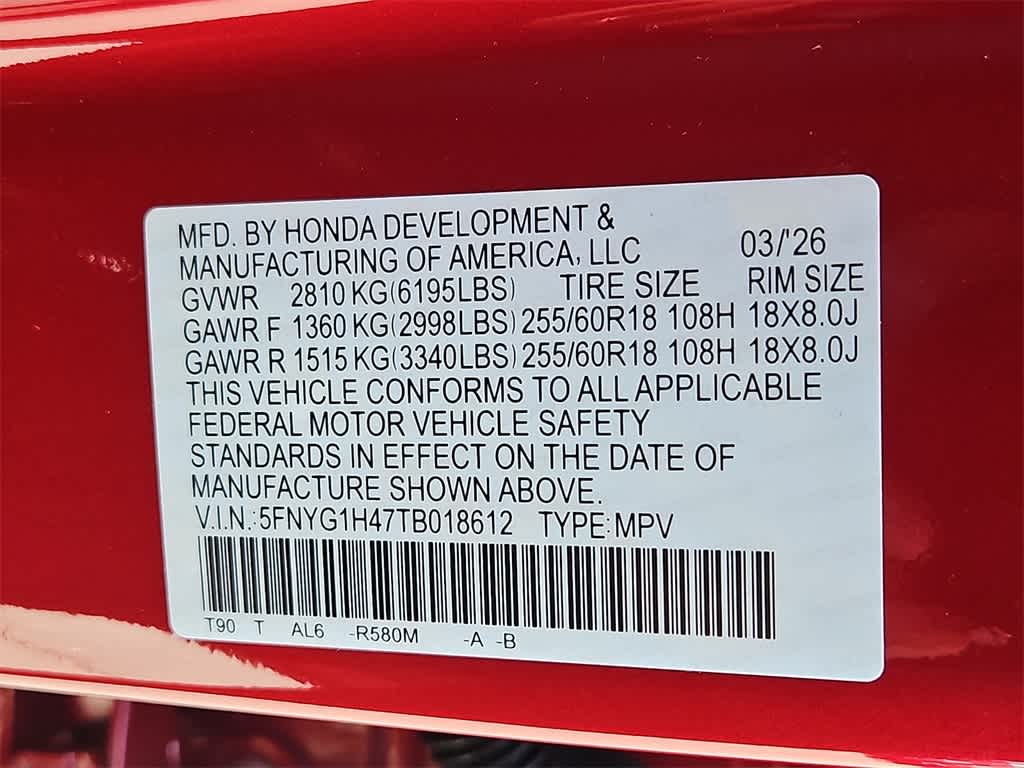 MFD. BY HONDA DEVELOPMENT &
MANUFACTURING OF AMERICA, LLC 03/'26
GVWR 2810 KG(6195LBS) TIRE SIZE RIM SIZE
GAWR F 1360 KG(2998LBS) 255/60R18 108H 18X8.0J
GAWR R 1515 KG(3340LBS) 255/60R18 108H 18X8.0J
THIS VEHICLE CONFORMS TO ALL APPLICABLE
FEDERAL MOTOR VEHICLE SAFETY
STANDARDS IN EFFECT ON THE DATE OF
MANUFACTURE SHOWN ABOVE.
V.I.N.:5FNYG1H47TB018612 TYPE:MPV
T90 T AL6 -R580M -A -B